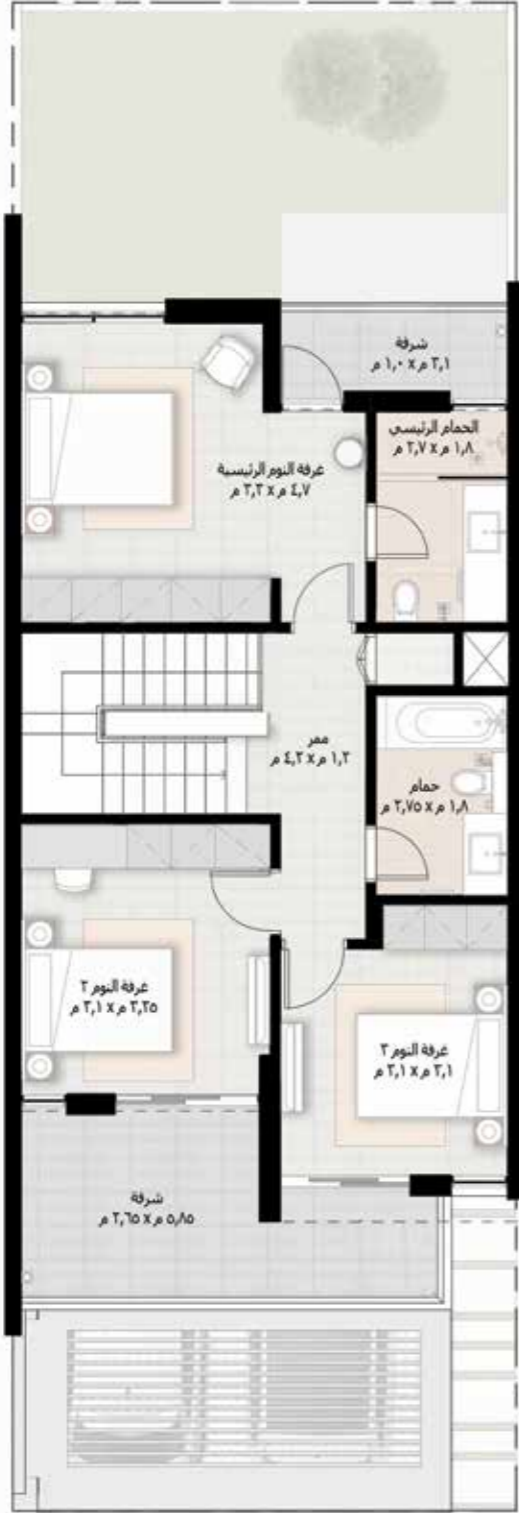 شرفة
٣,١ م x ١,٠ م
الحمام الرئيسي
١,٨ م x ٢,٧ م
غرفة النوم الرئيسية
٤,٧ م x ٣,٣ م
ممر
١,٢ م x ٤,٢ م
حمام
١,٨ م x ٢,٧٥ م
غرفة النوم ٢
٣,٢٥ م x ٣,١ م
غرفة النوم ٣
٣,١ م x ٣,١ م
شرفة
٥,٨٥ م x ٢,٦٥ م